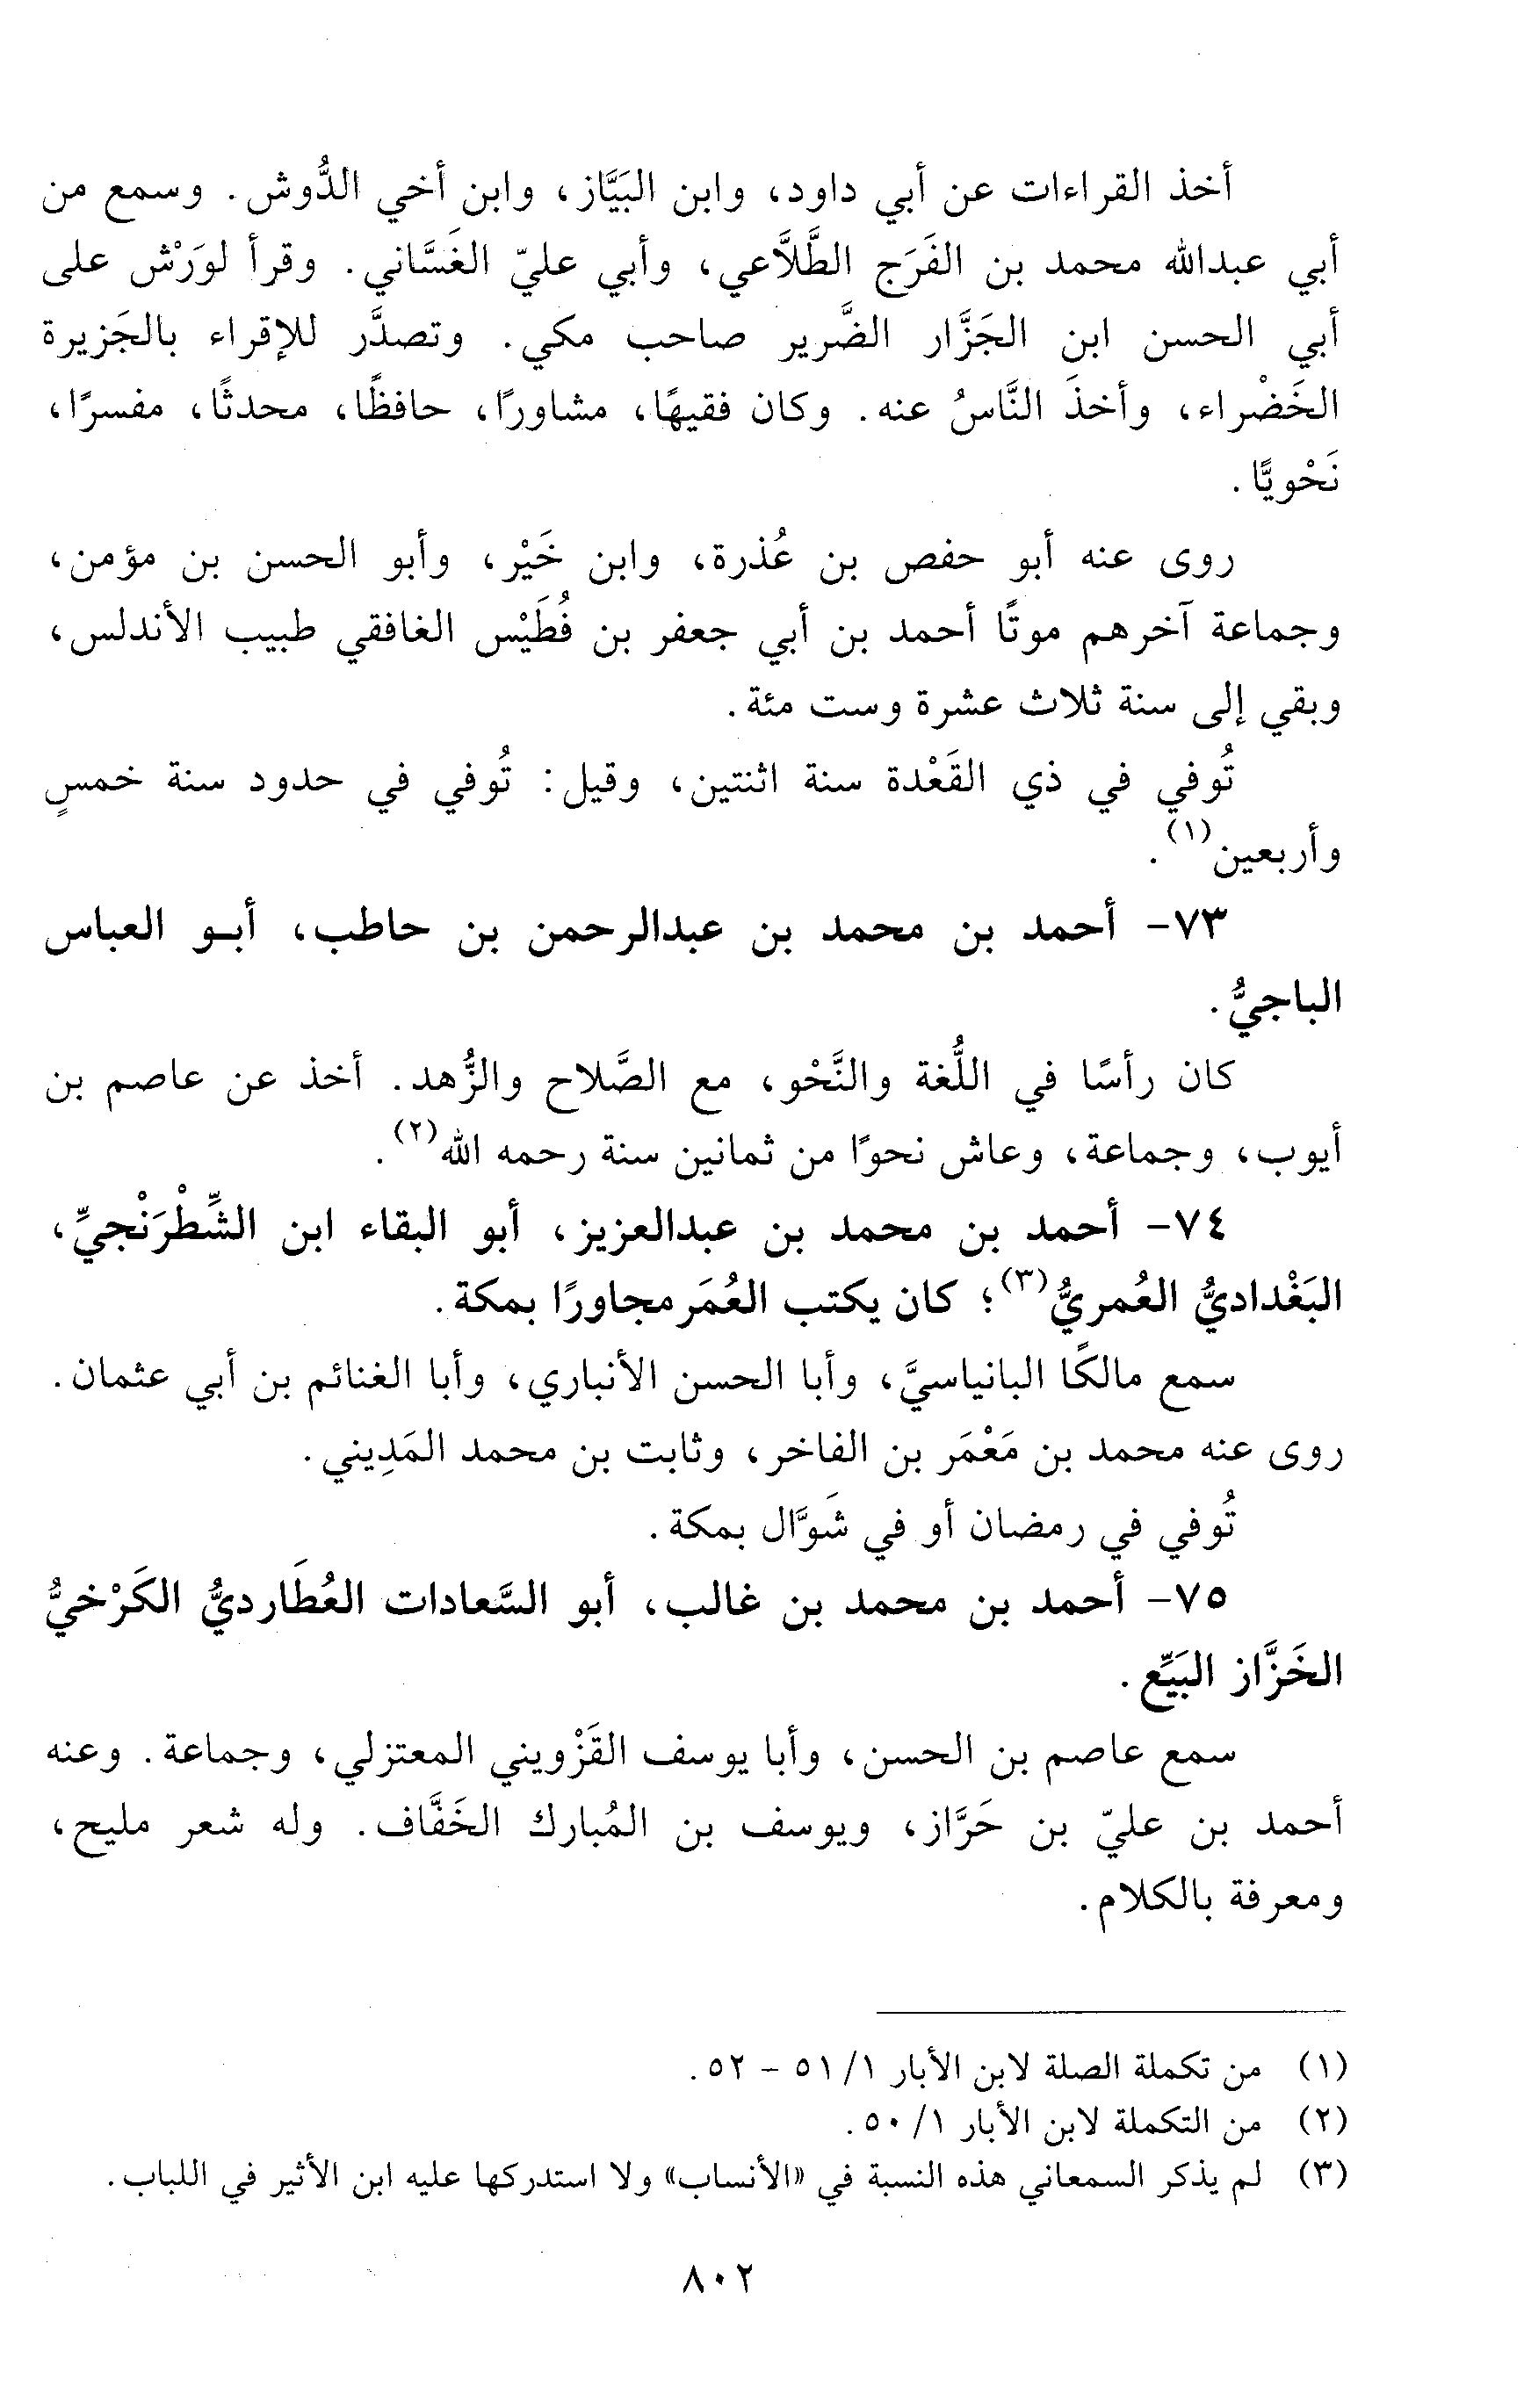 أخذ القراءات عن أبي داود، وابن البَيَّاز، وابن أخي الدُّوش. وسمع من
أبي عبدالله محمد بن الفَرَج الطَّلَّاعي، وأبي عليّ الغَسَّاني. وقرأ لوَرْش على
أبي الحسن ابن الجَزَّار الضَّرير صاحب مكي. وتصدَّر للإقراء بالجَزيرة
الخَضْراء، وأخذَ النَّاسُ عنه. وكان فقيهًا، مشاورًا، حافظًا، محدثًا، مفسرًا،
نَحْويًّا.
روى عنه أبو حفص بن عُذرة، وابن خَيْر، وأبو الحسن بن مؤمن،
وجماعة آخرهم موتًا أحمد بن أبي جعفر بن فُطَيْس الغافقي طبيب الأندلس،
وبقي إلى سنة ثلاث عشرة وست مئة.
تُوفي في ذي القَعْدة سنة اثنتين، وقيل: تُوفي في حدود سنة خمسٍ
وأربعين(١).
٧٣- أحمد بن محمد بن عبدالرحمن بن حاطب، أبو العباس
الباجيُّ.
كان رأسًا في اللُّغة والنَّحْو، مع الصَّلاح والزُّهد. أخذ عن عاصم بن
أيوب، وجماعة، وعاش نحوًا من ثمانين سنة رحمه الله(٢).
٧٤- أحمد بن محمد بن عبدالعزيز، أبو البقاء ابن الشِّطْرَنْجيِّ،
البَغْداديُّ العُمريُّ(٣)؛ كان يكتب العُمَر مجاورًا بمكة.
سمع مالكًا البانياسيَّ، وأبا الحسن الأنباري، وأبا الغنائم بن أبي عثمان.
روى عنه محمد بن مَعْمَر بن الفاخر، وثابت بن محمد المَدِيني.
تُوفي في رمضان أو في شَوَّال بمكة.
٧٥- أحمد بن محمد بن غالب، أبو السَّعادات العُطَارديُّ الكَرْخيُّ
الخَزَّاز البَيِّع.
سمع عاصم بن الحسن، وأبا يوسف القَزْويني المعتزلي، وجماعة. وعنه
أحمد بن عليّ بن حَرَّاز، ويوسف بن المُبارك الخَفَّاف. وله شعر مليح،
ومعرفة بالكلام.
(١) من تكملة الصلة لابن الأبار ١/ ٥١ - ٥٢.
(٢) من التكملة لابن الأبار ١/ ٥٠.
(٣) لم يذكر السمعاني هذه النسبة في «الأنساب» ولا استدركها عليه ابن الأثير في اللباب.
٨٠٢